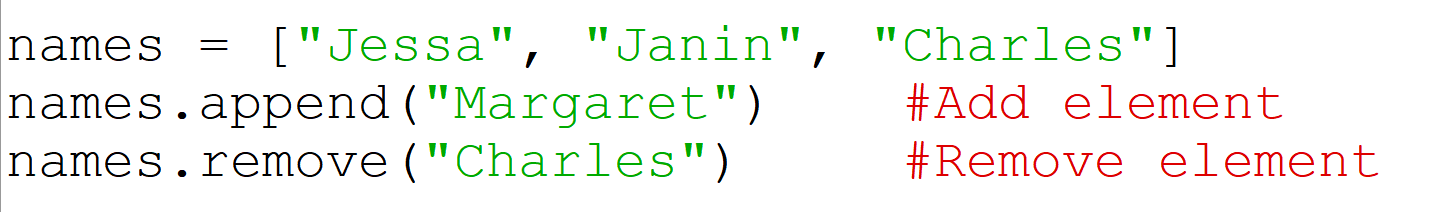 names = ["Jessa", "Janin", "Charles"]
names.append("Margaret")    #Add element
names.remove("Charles")     #Remove element